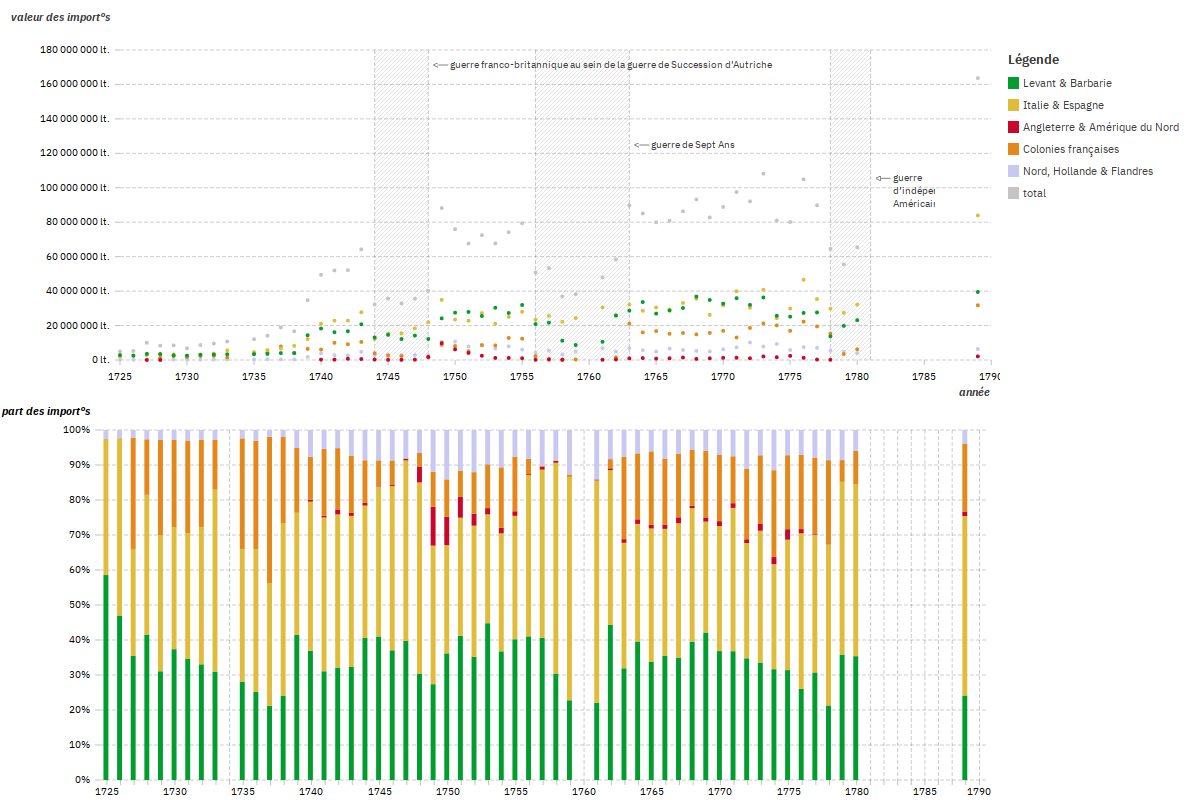 valeur des import°s
180 000 000 lt.
160 000 000 lt.
140 000 000 lt.
120 000 000 lt.
100 000 000 lt.
80 000 000 lt.
60 000 000 lt.
40 000 000 lt.
20 000 000 lt.
0 lt.
guerre franco-britannique au sein de la guerre de Succession d'Autriche
guerre de Sept Ans
guerre
d'indépe
Américai
1725 1730 1735 1740 1745 1750 1755 1760 1765 1770 1775 1780 1785 1790
année
Légende
Levant & Barbarie
Italie & Espagne
Angleterre & Amérique du Nord
Colonies françaises
Nord, Hollande & Flandres
total
part des import°s
100%
90%
80%
70%
60%
50%
40%
30%
20%
10%
0%
1725 1730 1735 1740 1745 1750 1755 1760 1765 1770 1775 1780 1785 1790